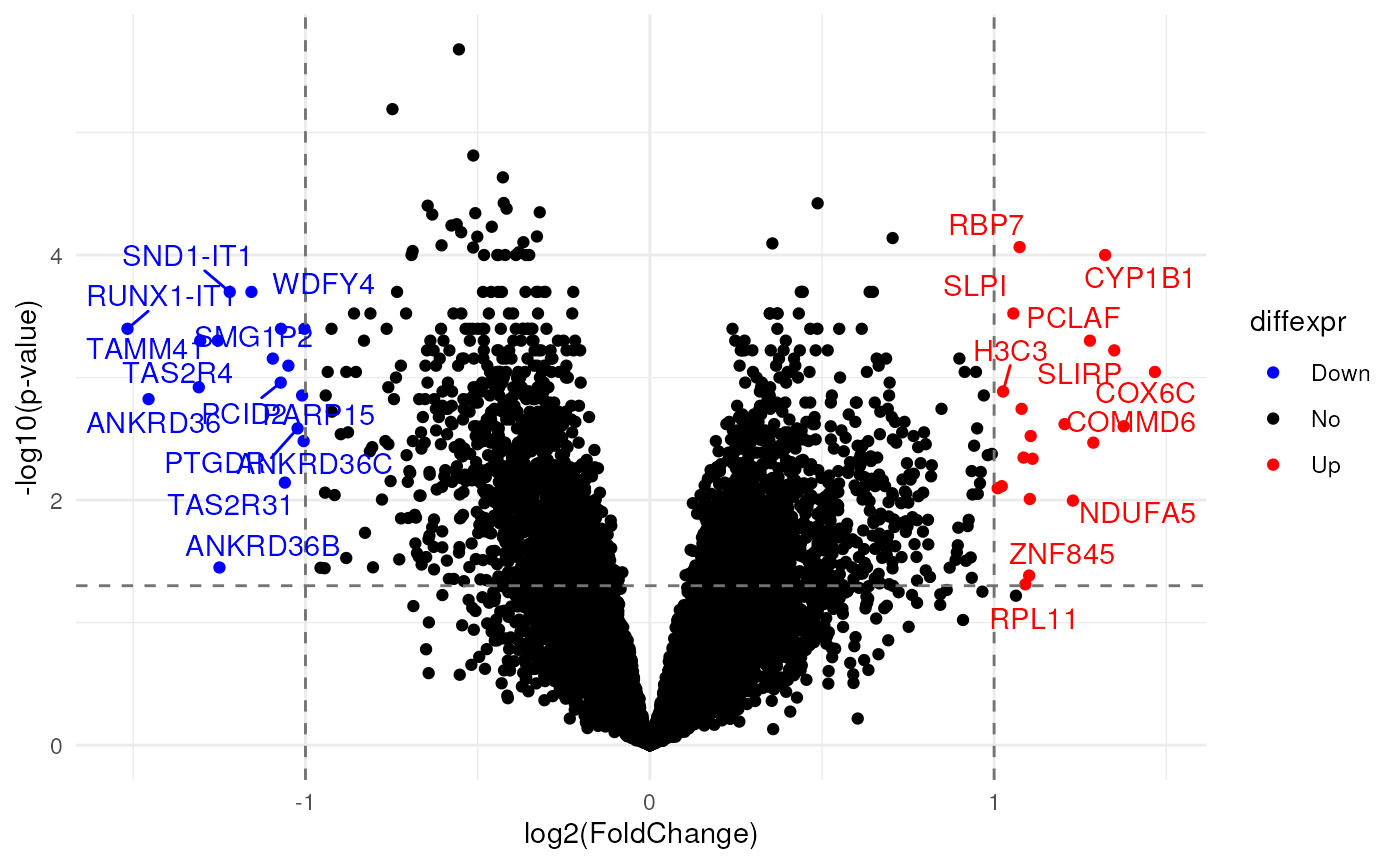 -log10(p-value)
4
2
0
-1
0
1
log2(FoldChange)
SND1-IT1
WDFY4
RUNX1-IT1
SMG1P2
TAMM41
TAS2R4
PCID2
PARP15
ANKRD36
PTGDR
ANKRD36C
TAS2R31
ANKRD36B
RBP7
CYP1B1
SLPI
PCLAF
H3C3
SLIRP
COX6C
COMMD6
NDUFA5
ZNF845
RPL11
diffexpr
Down
No
Up